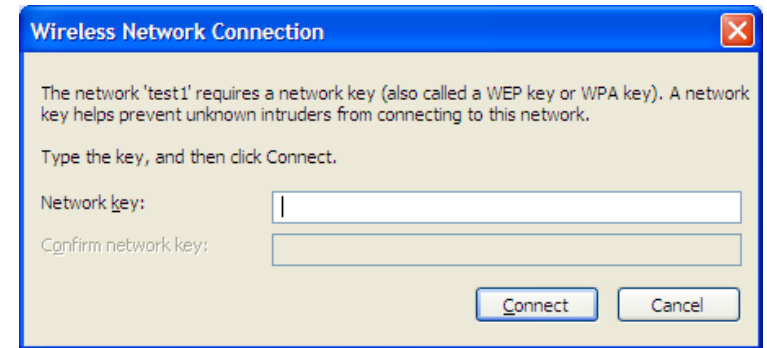 Wireless Network Connection
The network 'test1' requires a network key (also called a WEP key or WPA key). A network
key helps prevent unknown intruders from connecting to this network.
Type the key, and then click Connect.
Network key:
Confirm network key:
Connect Cancel